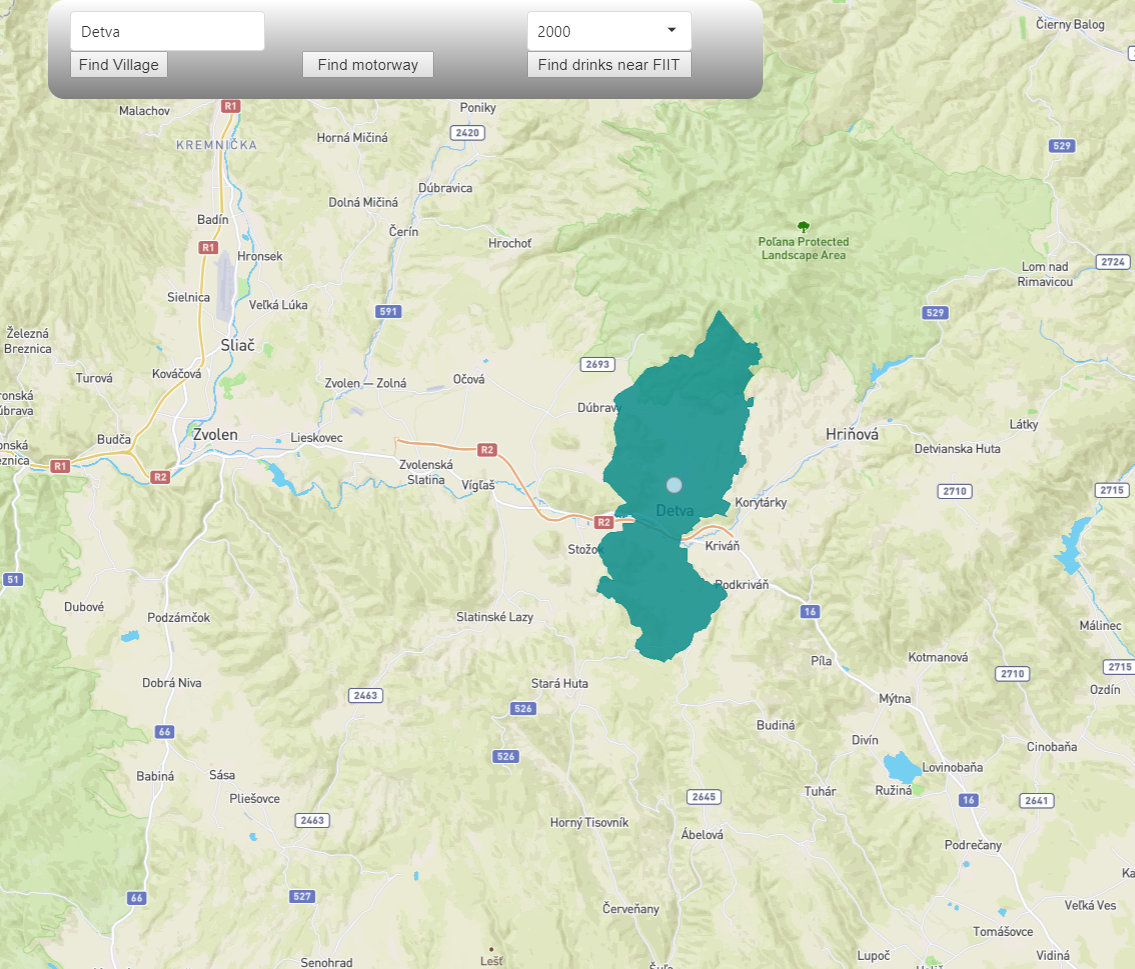 Detva
2000
Find Village
Find motorway
Find drinks near FIIT
Čierny Balog
Malachov
R1
Poniky
2420
Horná Mičiná
KREMNIČKA
529
Dúbravica
Dolná Mičiná
Badín
Čerín
Hrochoť
R1
Hronsek
Poľana Protected
Landscape Area
2724
Lom nad
Rimavicou
Sielnica
Veľká Lúka
591
529
Železná
Breznica
Sliač
2693
Turová
Kováčová
Zvolen — Zolná
Očová
Dúbrav
Zvolen
Lieskovec
Hriňová
Látky
Budča
R2
Detvianska Huta
R1
R2
Zvolenská
Slatina
Vígľaš
2710
2715
Korytárky
Detva
R2
Stožok
Kriváň
51
Podkriváň
Dubové
Podzámčok
Slatinské Lazy
16
Málinec
Píla
Kotmanová
2715
2710
Dobrá Niva
Stará Huta
2463
Ozdín
Mýtna
526
66
Budiná
Divín
Cinobaňa
526
Babiná
Sása
Lovinobaňa
Pliešovce
2645
Tuhár
Ružiná
16
2641
2463
Horný Tisovník
Ábelová
Podrečany
66
527
Červeňany
Veľká Ves
Tomášovce
Lešť
Senohrad
Lupoč
Vidiná